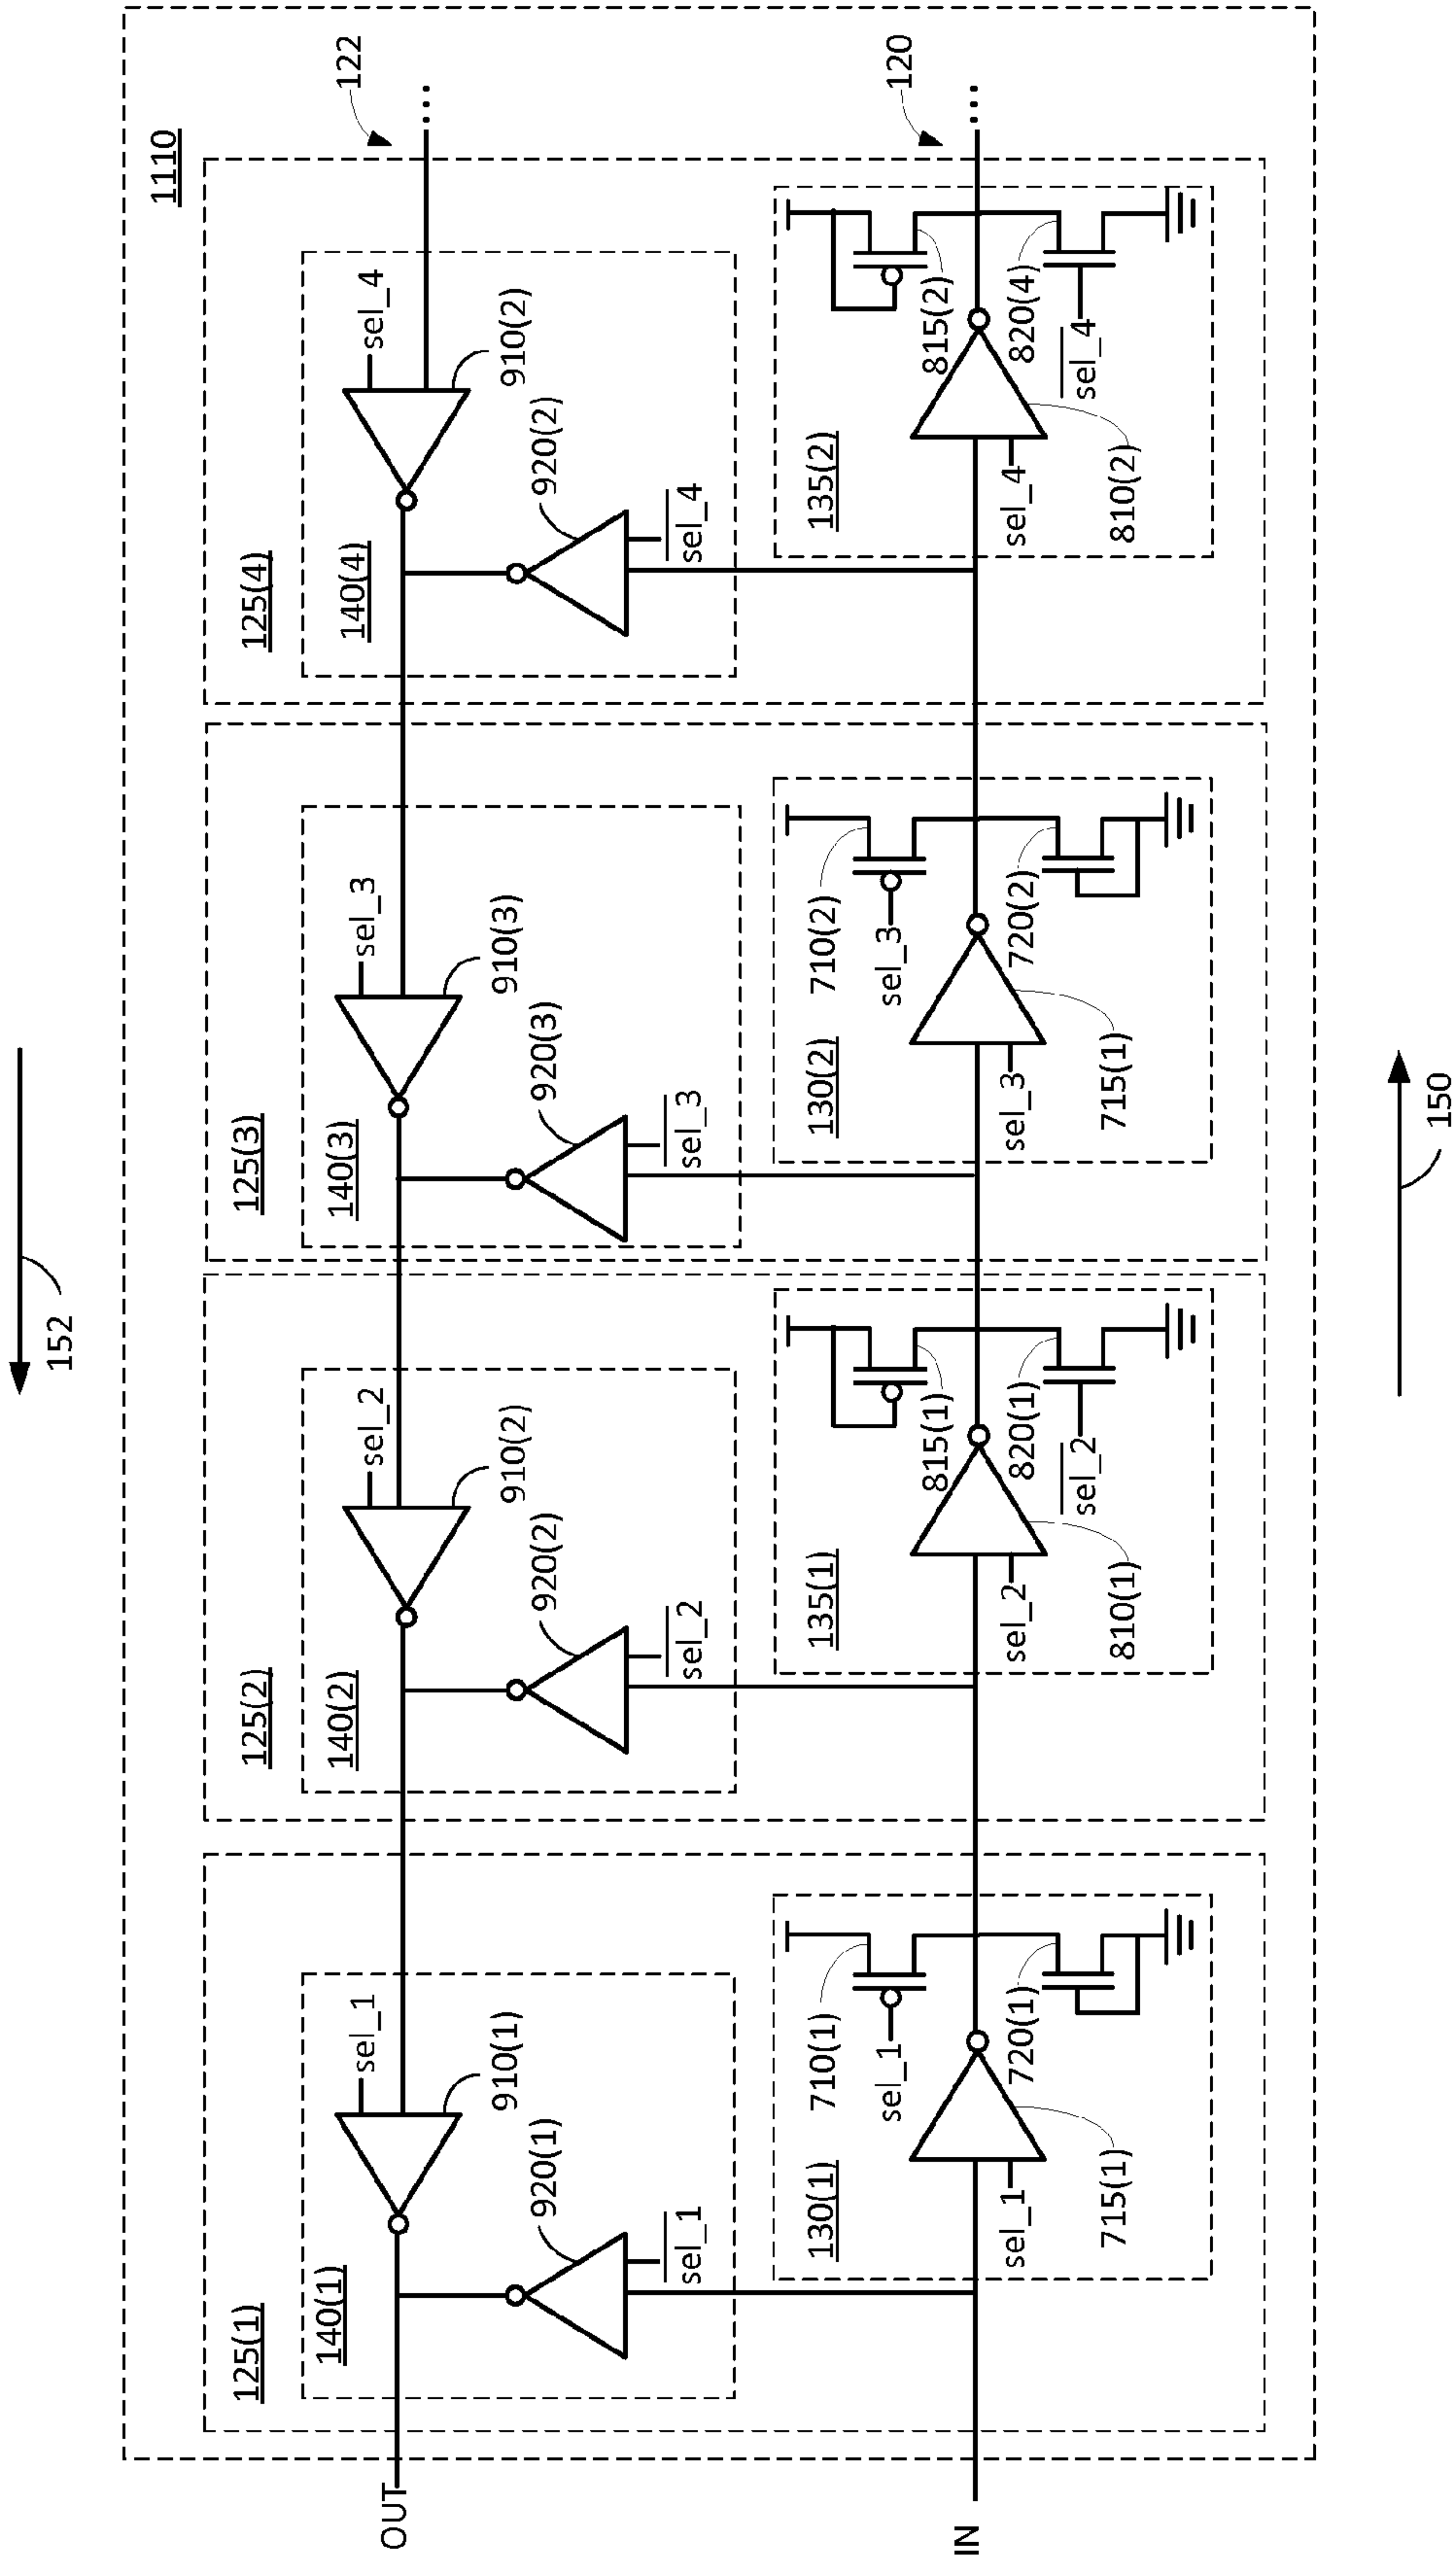 152
1110
122
120
125(4)
140(4)
sel_4
910(2)
920(2)
sel_4
135(2)
815(2)
820(4)
sel_4
sel_4
810(2)
125(3)
140(3)
sel_3
910(3)
920(3)
sel_3
130(2)
710(2)
sel_3
720(2)
sel_3
715(1)
125(2)
140(2)
sel_2
910(2)
920(2)
sel_2
135(1)
815(1)
820(1)
sel_2
sel_2
810(1)
125(1)
140(1)
sel_1
910(1)
920(1)
sel_1
130(1)
710(1)
sel_1
720(1)
sel_1
715(1)
OUT
IN
150